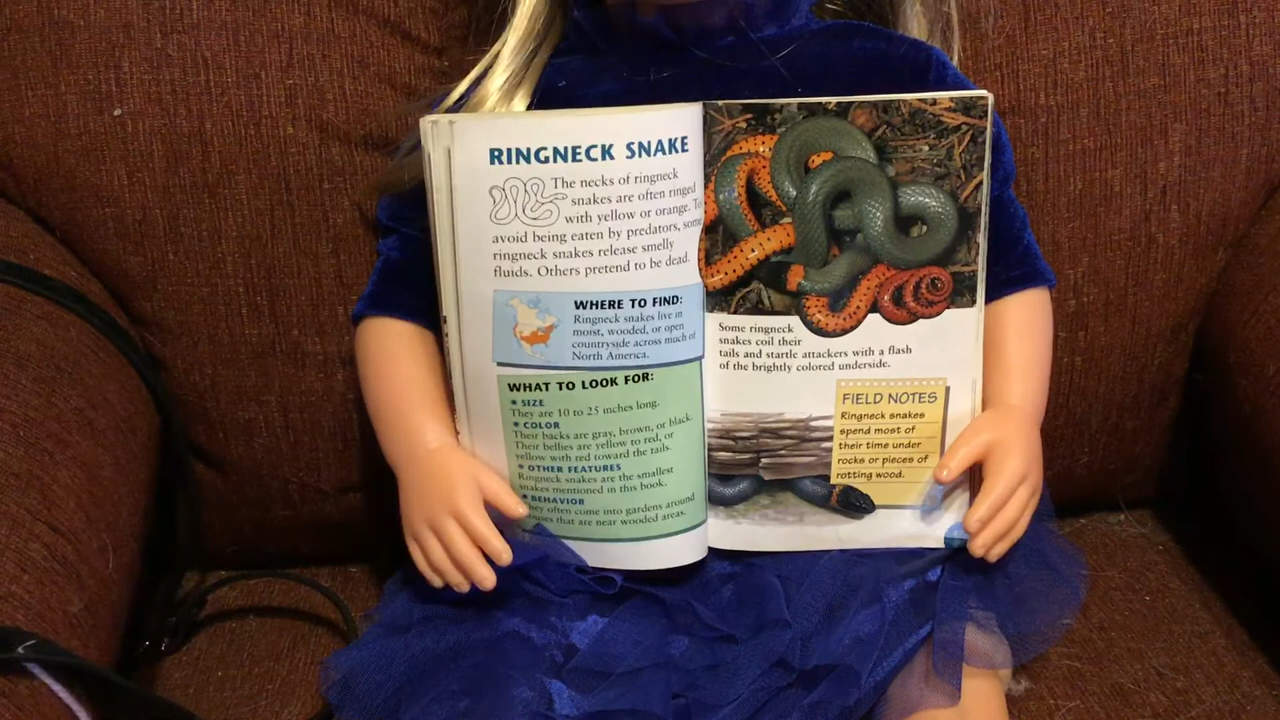 RINGNECK SNAKE
The necks of ringneck
snakes are often ringed
with yellow or orange. To
avoid being eaten by predators, some
ringneck snakes release smelly
fluids. Others pretend to be dead.
WHERE TO FIND:
Ringneck snakes live in
moist, wooded, or open
countryside across much of
North America.
WHAT TO LOOK FOR:
* SIZE
They are 10 to 25 inches long.
* COLOR
Their backs are gray, brown, or black.
Their bellies are yellow to red, or
yellow with red toward the tails.
* OTHER FEATURES
Ringneck snakes are the smallest
snakes mentioned in this book.
* BEHAVIOR
They often come into gardens around
houses that are near wooded areas.
Some ringneck
snakes coil their
tails and startle attackers with a flash
of the brightly colored underside.
FIELD NOTES
Ringneck snakes
spend most of
their time under
rocks or pieces of
rotting wood.